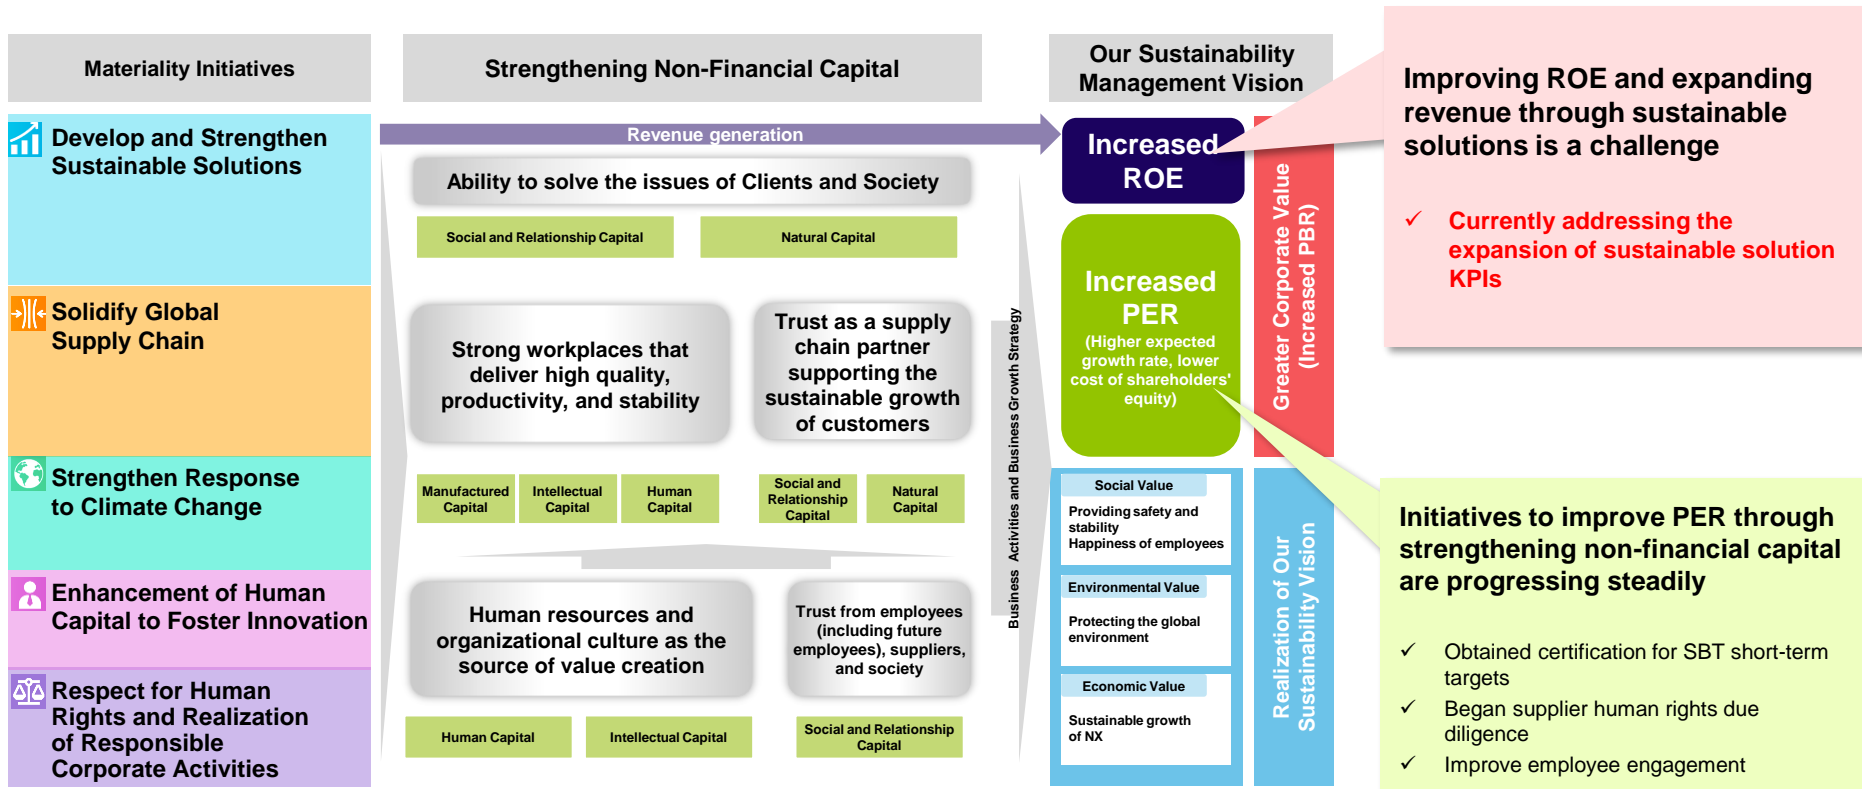 Materiality Initiatives
Develop and Strengthen
Sustainable Solutions
Solidify Global
Supply Chain
Strengthen Response
to Climate Change
Enhancement of Human
Capital to Foster Innovation
Respect for Human
Rights and Realization
of Responsible
Corporate Activities
Strengthening Non-Financial Capital
Revenue generation
Ability to solve the issues of Clients and Society
Social and Relationship Capital
Natural Capital
Strong workplaces that
deliver high quality,
productivity, and stability
Trust as a supply
chain partner
supporting the
sustainable growth
of customers
Manufactured
Capital
Intellectual
Capital
Human
Capital
Social and
Relationship
Capital
Natural
Capital
Human resources and
organizational culture as the
source of value creation
Trust from employees
(including future
employees), suppliers,
and society
Human Capital
Intellectual Capital
Social and Relationship
Capital
Business Activities and Business Growth Strategy
Our Sustainability
Management Vision
Increased
ROE
Increased
PER
(Higher expected
growth rate, lower
cost of shareholders'
equity)
Greater Corporate Value
(Increased PBR)
Social Value
Providing safety and
stability
Happiness of employees
Environmental Value
Protecting the global
environment
Economic Value
Sustainable growth
of NX
Realization of Our
Sustainability Vision
Improving ROE and expanding
revenue through sustainable
solutions is a challenge
✓ Currently addressing the
expansion of sustainable solution
KPIs
Initiatives to improve PER through
strengthening non-financial capital
are progressing steadily
✓ Obtained certification for SBT short-term
targets
✓ Began supplier human rights due
diligence
✓ Improve employee engagement